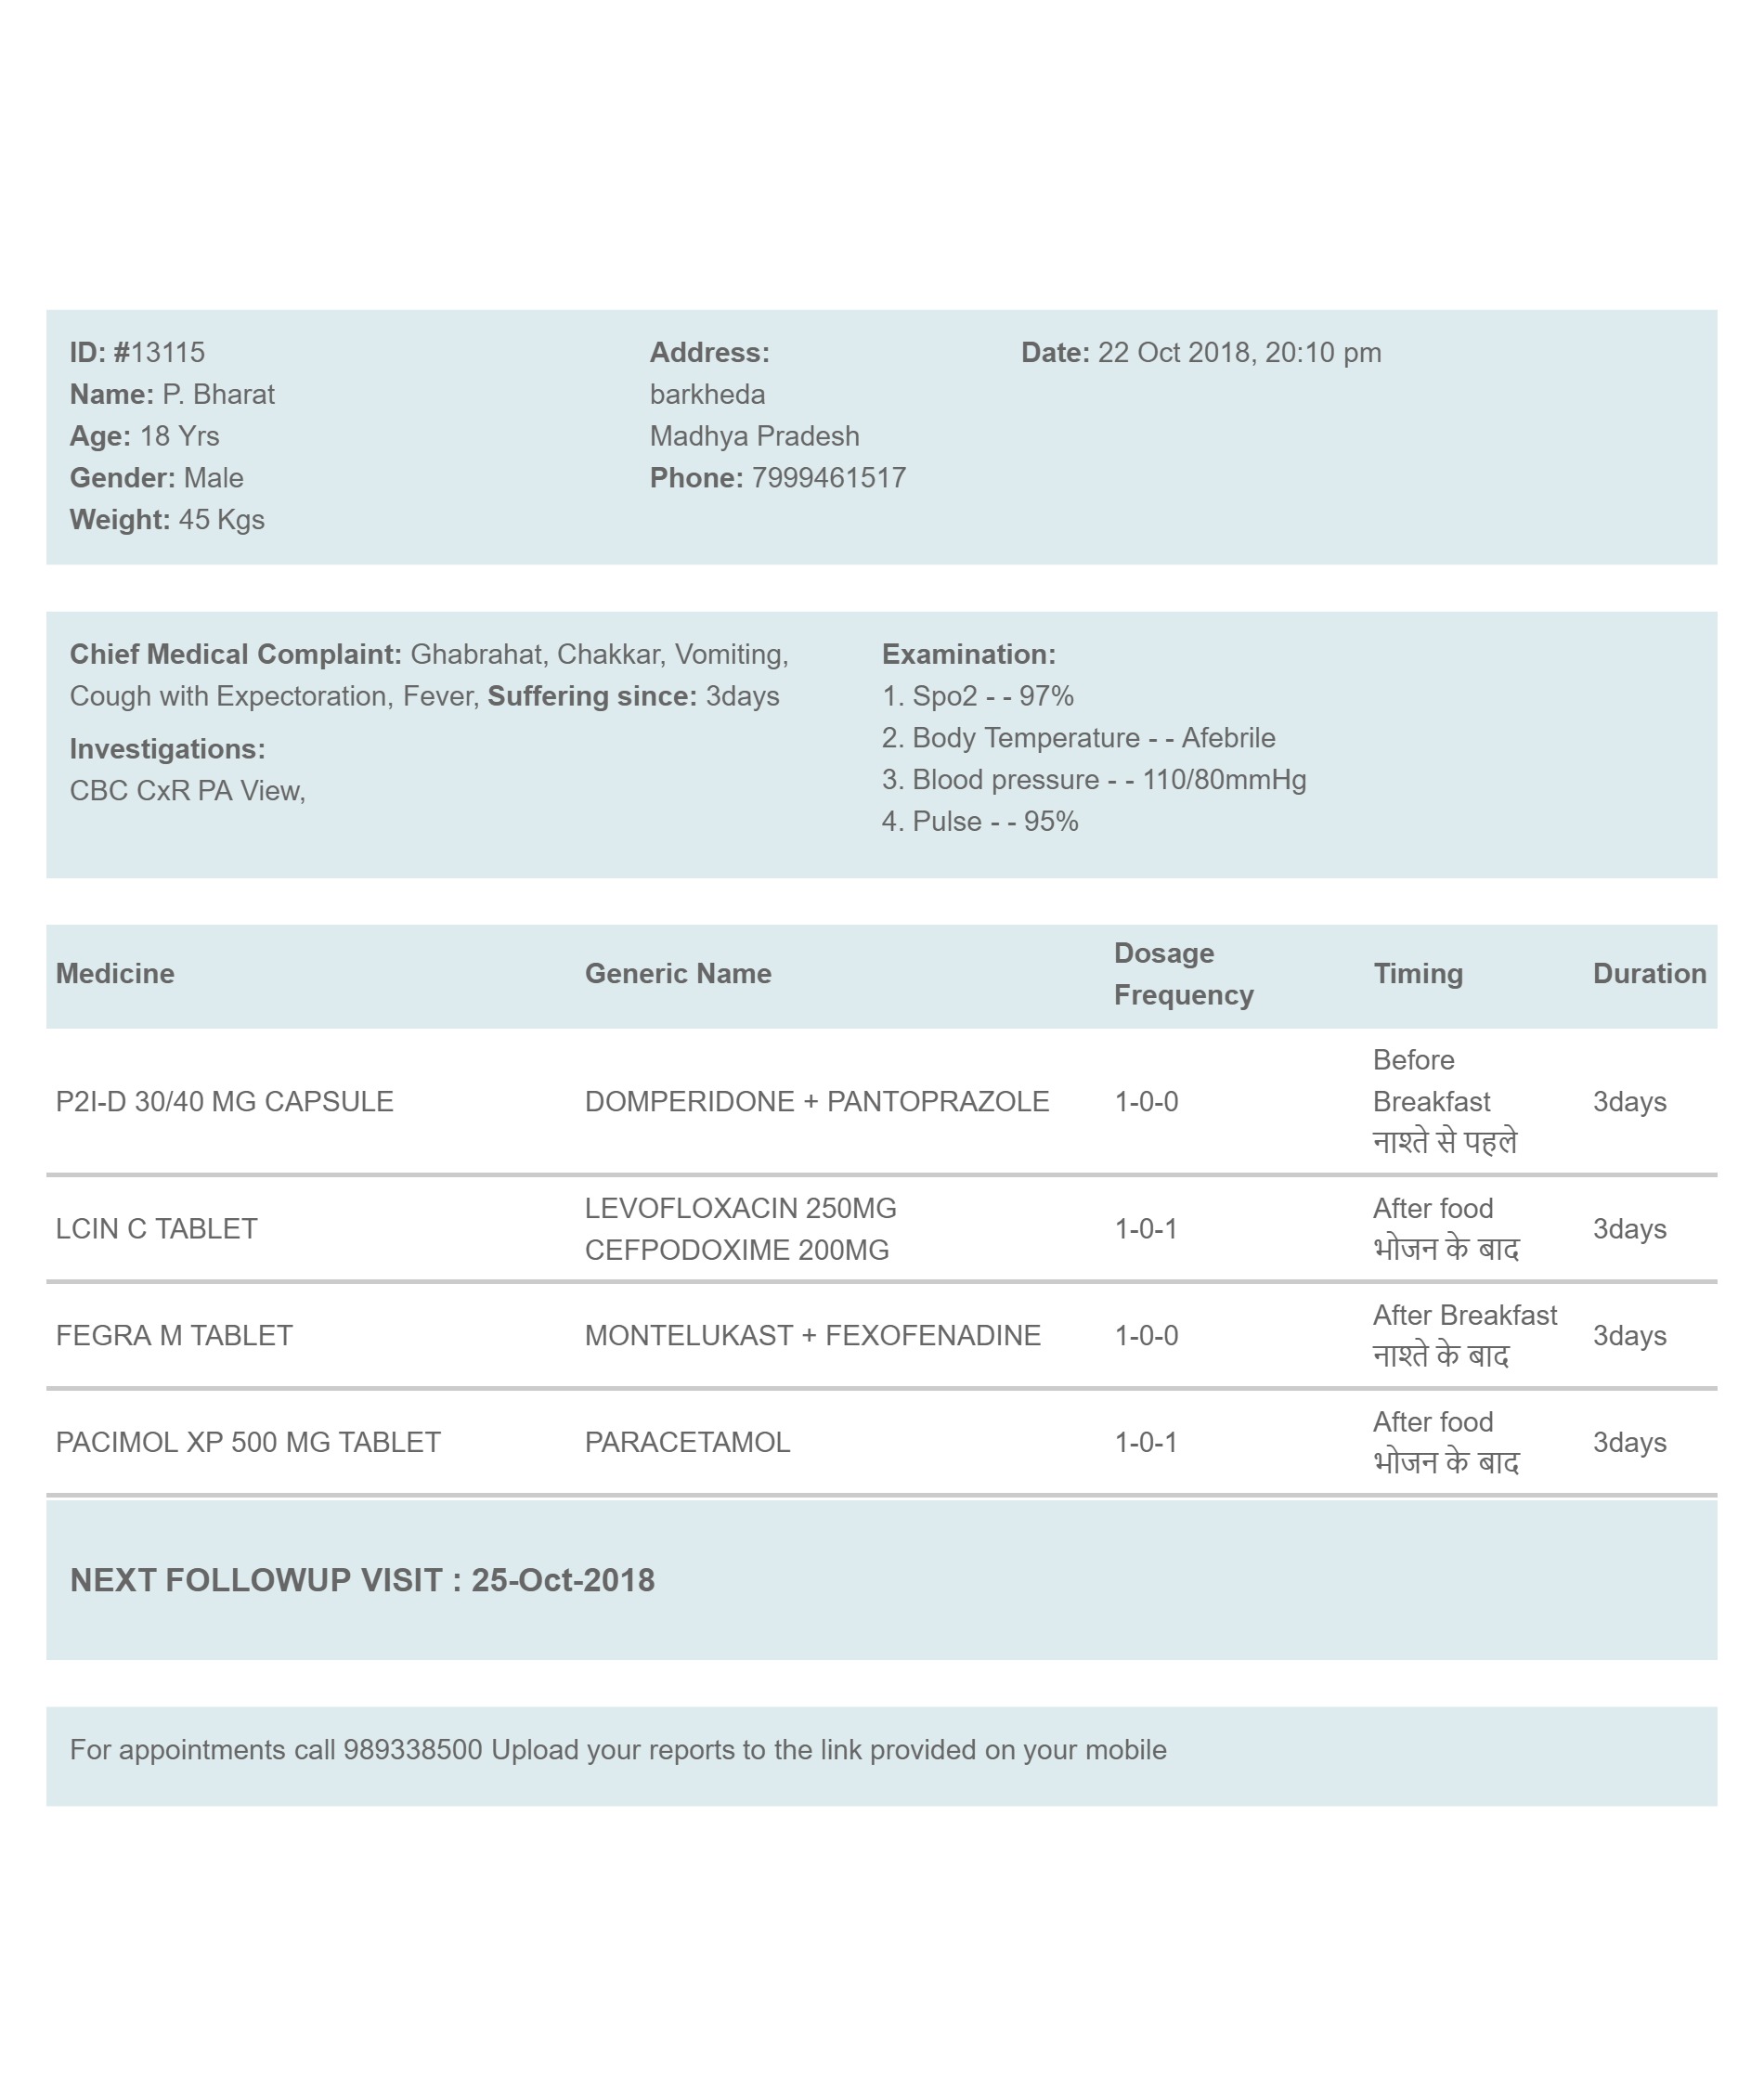 ID: #13115
Name: P. Bharat
Age: 18 Yrs
Gender: Male
Weight: 45 Kgs
Address:
barkheda
Madhya Pradesh
Phone: 7999461517
Date: 22 Oct 2018, 20:10 pm
Chief Medical Complaint: Ghabrahat, Chakkar, Vomiting,
Cough with Expectoration, Fever, Suffering since: 3days
Investigations:
CBC CxR PA View,
Examination:
1. Spo2 - - 97%
2. Body Temperature - - Afebrile
3. Blood pressure - - 110/80mmHg
4. Pulse - - 95%
Medicine Generic Name Dosage Frequency Timing Duration
P2I-D 30/40 MG CAPSULE DOMPERIDONE + PANTOPRAZOLE 1-0-0 Before Breakfast नाश्ते से पहले 3days
LCIN C TABLET LEVOFLOXACIN 250MG CEFPODOXIME 200MG 1-0-1 After food भोजन के बाद 3days
FEGRA M TABLET MONTELUKAST + FEXOFENADINE 1-0-0 After Breakfast नाश्ते के बाद 3days
PACIMOL XP 500 MG TABLET PARACETAMOL 1-0-1 After food भोजन के बाद 3days
NEXT FOLLOWUP VISIT : 25-Oct-2018
For appointments call 989338500 Upload your reports to the link provided on your mobile